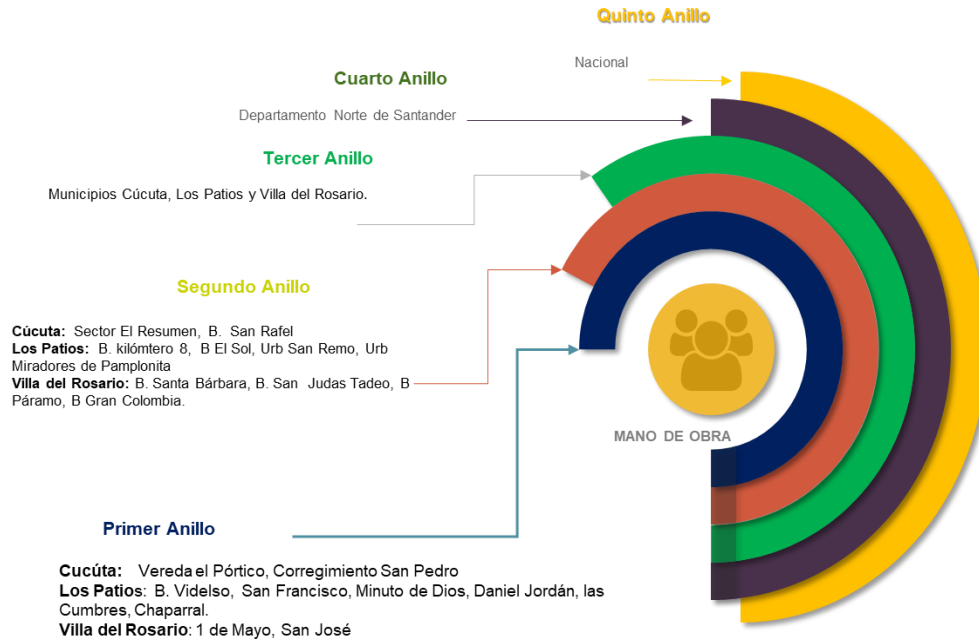 Quinto Anillo
Nacional
Cuarto Anillo
Departamento Norte de Santander
Tercer Anillo
Municipios Cúcuta, Los Patios y Villa del Rosario.
Segundo Anillo
Cúcuta: Sector El Resumen, B. San Rafel
Los Patios: B. kilómtero 8, B El Sol, Urb San Remo, Urb
Miradores de Pamplonita
Villa del Rosario: B. Santa Bárbara, B. San Judas Tadeo, B
Páramo, B Gran Colombia.
MANO DE OBRA
Primer Anillo
Cucúta: Vereda el Pórtico, Corregimiento San Pedro
Los Patios: B. Videlso, San Francisco, Minuto de Dios, Daniel Jordán, las
Cumbres, Chaparral.
Villa del Rosario: 1 de Mayo, San José